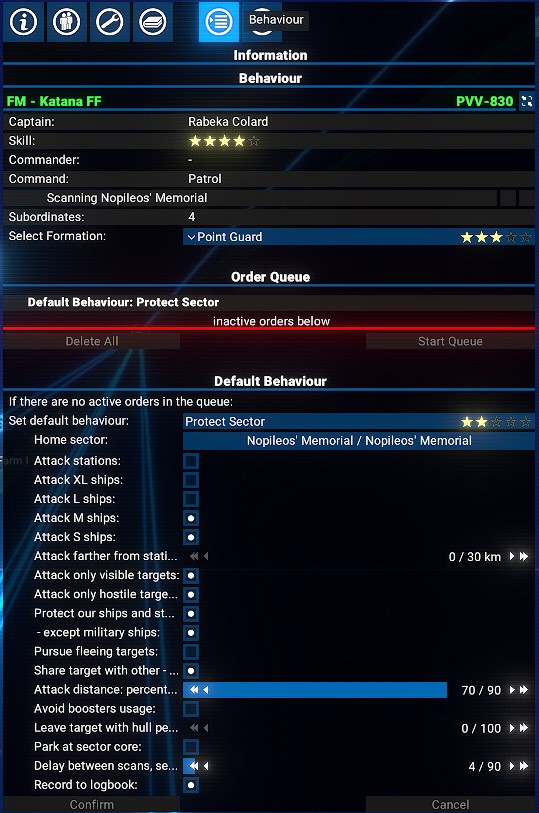 Behaviour
Information
Behaviour
FM - Katana FF PVV-830
Captain: Rabeka Colard
Skill:
Commander: -
Command: Patrol
Scanning Nopileos' Memorial
Subordinates: 4
Select Formation: Point Guard
Order Queue
Default Behaviour: Protect Sector
inactive orders below
Delete All Start Queue
Default Behaviour
If there are no active orders in the queue:
Set default behaviour: Protect Sector
Home sector: Nopileos' Memorial / Nopileos' Memorial
Attack stations:
Attack XL ships:
Attack L ships:
Attack M ships:
Attack S ships:
Attack farther from stati... 0 / 30 km
Attack only visible targets:
Attack only hostile targe...
Protect our ships and st...
- except military ships:
Pursue fleeing targets:
Share target with other - ...
Attack distance: percent... 70 / 90
Avoid boosters usage:
Leave target with hull pe... 0 / 100
Park at sector core:
Delay between scans, se... 4 / 90
Record to logbook:
Confirm Cancel